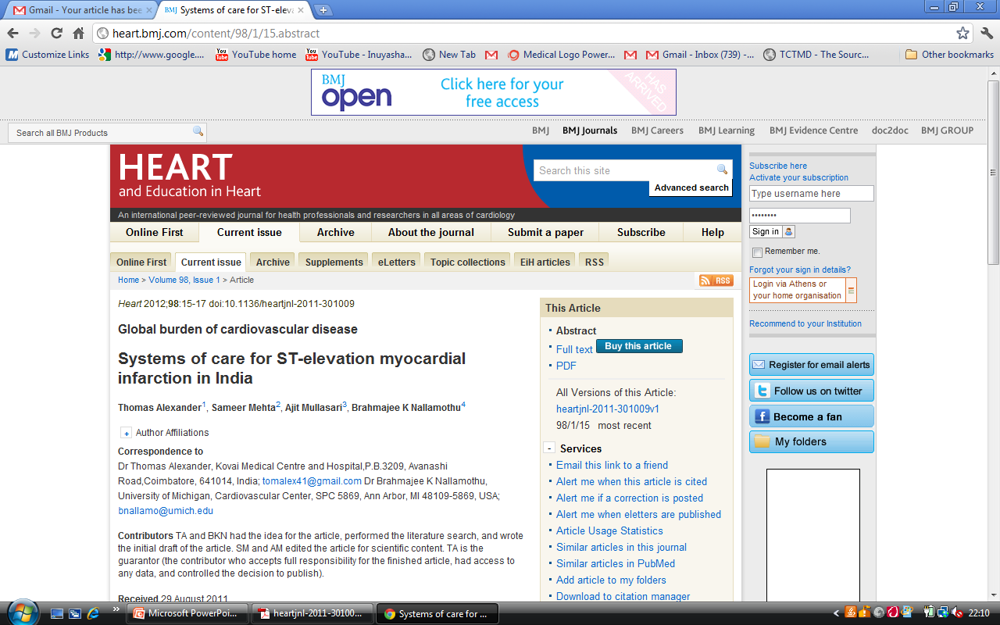 Gmail - Your article has bee
BMJ Systems of care for ST-eleva
heart.bmj.com/content/98/1/15.abstract
Customize Links http://www.google.... YouTube home YouTube - Inuyasha... New Tab Medical Logo Power... Gmail - Inbox (739) -... TCTMD - The Sourc... Other bookmarks
BMJ
open
Click here for your
free access
HAS
ARRIVED
Search all BMJ Products
BMJ BMJ Journals BMJ Careers BMJ Learning BMJ Evidence Centre doc2doc BMJ GROUP
HEART
and Education in Heart
Search this site
Advanced search
An international peer-reviewed journal for health professionals and researchers in all areas of cardiology
Online First Current issue Archive About the journal Submit a paper Subscribe Help
Online First Current issue Archive Supplements eLetters Topic collections EiH articles RSS
Home > Volume 98, Issue 1 > Article
RSS
Heart 2012;98:15-17 doi:10.1136/heartjnl-2011-301009
Global burden of cardiovascular disease
Systems of care for ST-elevation myocardial
infarction in India
Thomas Alexander1, Sameer Mehta2, Ajit Mullasari3, Brahmajee K Nallamothu4
+ Author Affiliations
Correspondence to
Dr Thomas Alexander, Kovai Medical Centre and Hospital,P.B.3209, Avanashi
Road,Coimbatore, 641014, India; tomalex41@gmail.com Dr Brahmajee K Nallamothu,
University of Michigan, Cardiovascular Center, SPC 5869, Ann Arbor, MI 48109-5869, USA;
bnallamo@umich.edu
Contributors TA and BKN had the idea for the article, performed the literature search, and wrote
the initial draft of the article. SM and AM edited the article for scientific content. TA is the
guarantor (the contributor who accepts full responsibility for the finished article, had access to
any data, and controlled the decision to publish).
Received 29 August 2011
This Article
Abstract
Full text Buy this article
PDF
All Versions of this Article:
heartjnl-2011-301009v1
98/1/15 most recent
- Services
Email this link to a friend
Alert me when this article is cited
Alert me if a correction is posted
Alert me when eletters are published
Article Usage Statistics
Similar articles in this journal
Similar articles in PubMed
Add article to my folders
Download to citation manager
Subscribe here
Activate your subscription
Type username here
••••••••
Sign in
Remember me.
Forgot your sign in details?
Login via Athens or
your home organisation
Recommend to your Institution
Register for email alerts
Follow us on twitter
Become a fan
My folders
Microsoft PowerPoi... heartjnl-2011-30100... Systems of care for ... 22:10